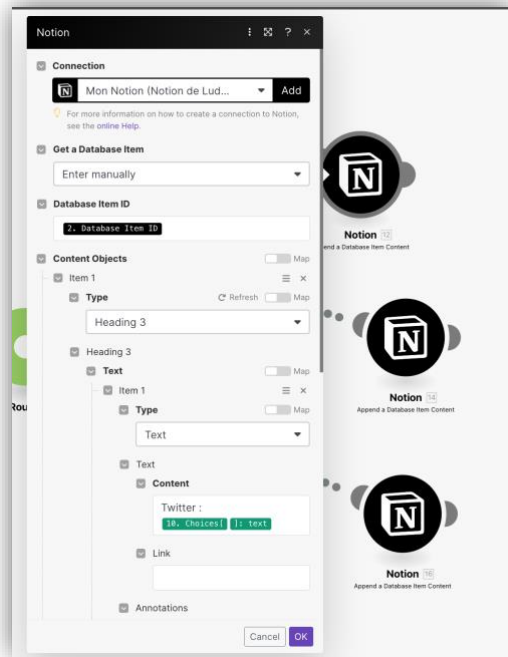 Notion
Connection
Mon Notion (Notion de Lud...
Add
For more information on how to create a connection to Notion,
see the online Help.
Get a Database Item
Enter manually
Database Item ID
2. Database Item ID
Content Objects
Map
Item 1
Type
Refresh
Map
Heading 3
Heading 3
Text
Map
Item 1
Type
Map
Text
Text
Content
Twitter :
10. Choices[ ]: text
Link
Annotations
Cancel
OK
Rou
Notion 12
end a Database Item Content
Notion 14
Append a Database Item Content
Notion 16
Append a Database Item Content